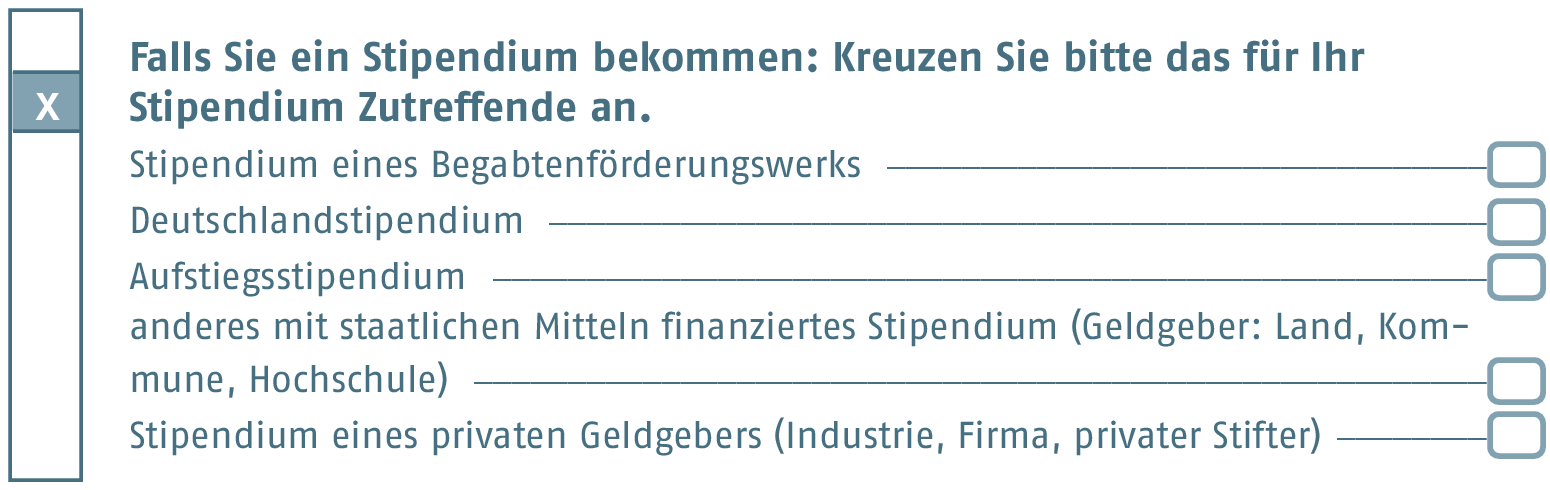 Falls Sie ein Stipendium bekommen: Kreuzen Sie bitte das für Ihr
X
Stipendium Zutreffende an.
Stipendium eines Begabtenförderungswerks
Deutschlandstipendium
Aufstiegsstipendium
anderes mit staatlichen Mitteln finanziertes Stipendium (Geldgeber: Land, Kom-
mune, Hochschule)
Stipendium eines privaten Geldgebers (Industrie, Firma, privater Stifter)